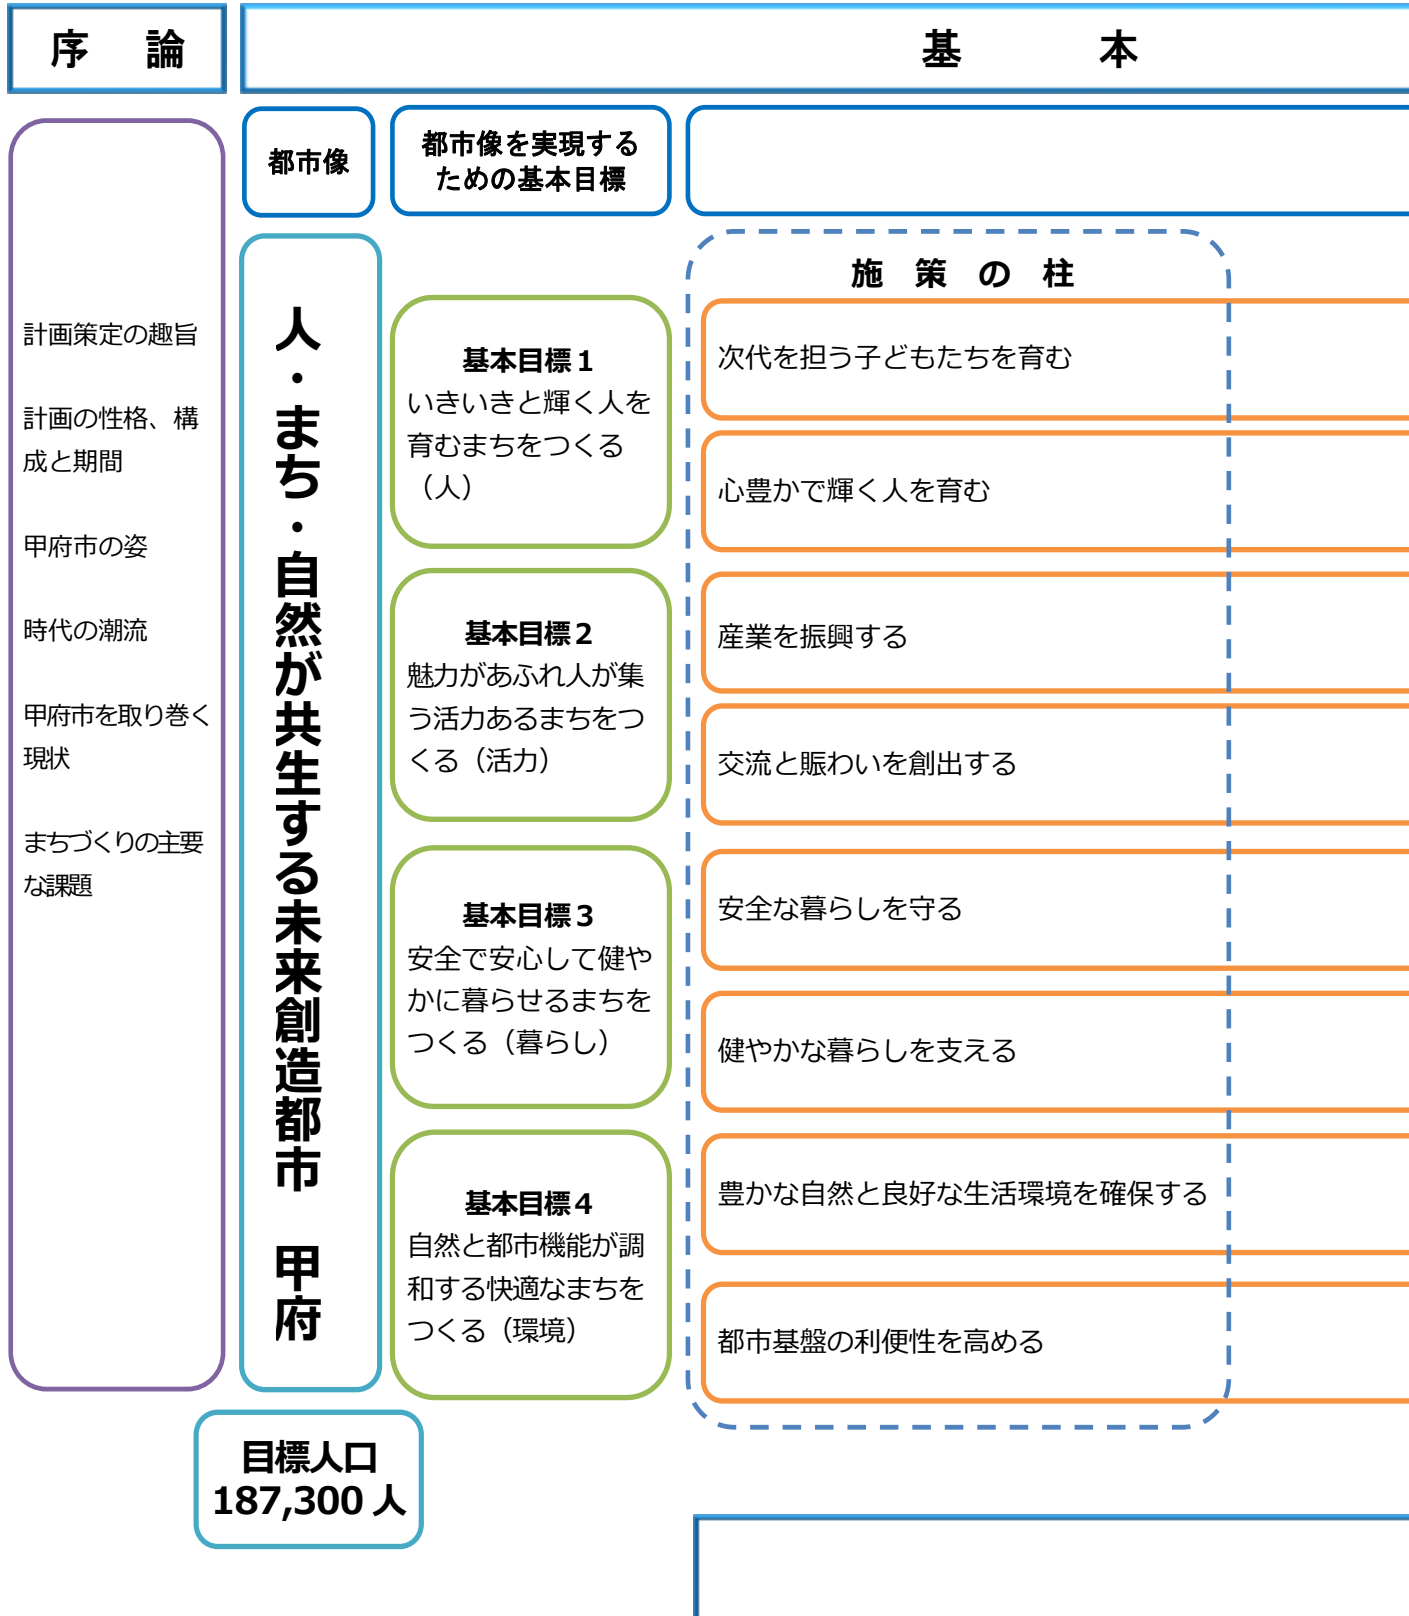 序　論
基　本
都市像
都市像を実現する
ための基本目標
計画策定の趣旨
計画の性格、構
成と期間
甲府市の姿
時代の潮流
甲府市を取り巻く
現状
まちづくりの主要
な課題
人・まち・自然が共生する未来創造都市　甲府
目標人口
187,300 人
基本目標１
いきいきと輝く人を
育むまちをつくる
（人）
基本目標２
魅力があふれ人が集
う活力あるまちをつ
くる（活力）
基本目標３
安全で安心して健や
かに暮らせるまちを
つくる（暮らし）
基本目標４
自然と都市機能が調
和する快適なまちを
つくる（環境）
施　策　の　柱
次代を担う子どもたちを育む
心豊かで輝く人を育む
産業を振興する
交流と賑わいを創出する
安全な暮らしを守る
健やかな暮らしを支える
豊かな自然と良好な生活環境を確保する
都市基盤の利便性を高める